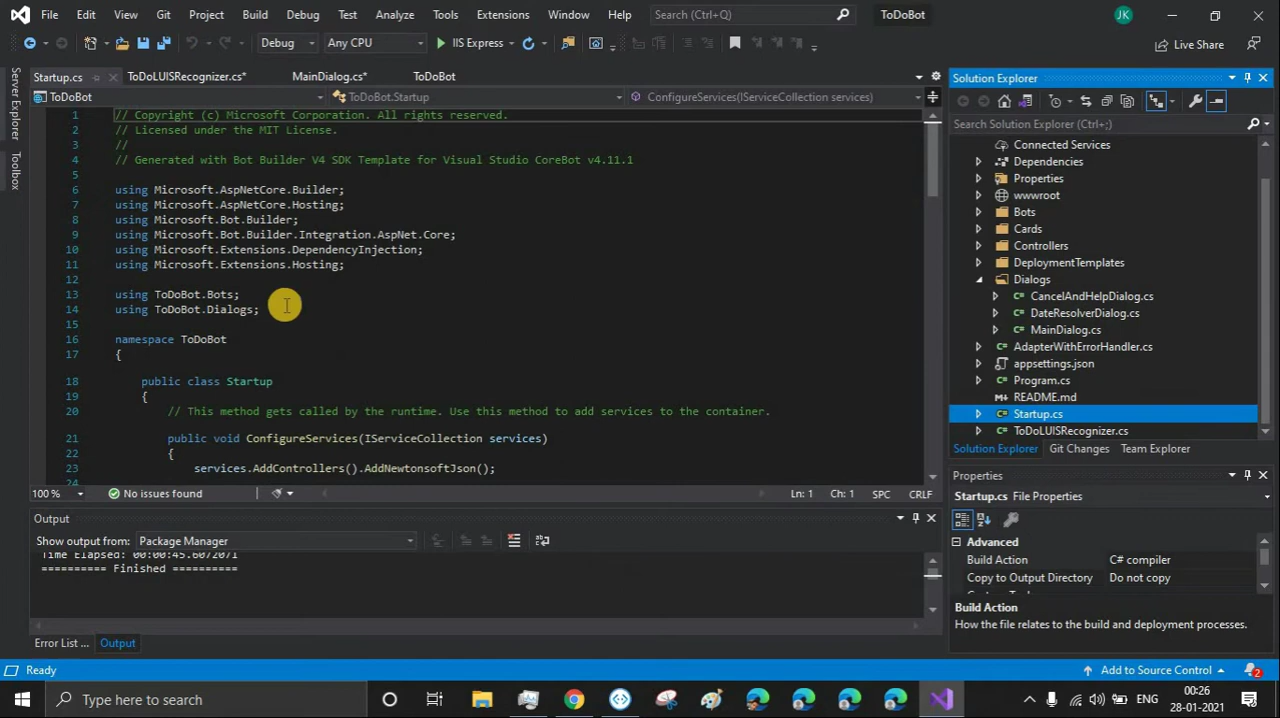 File Edit View Git Project Build Debug Test Analyze Tools Extensions Window Help Search (Ctrl+Q) ToDoBot JK
Debug Any CPU IIS Express Live Share
Server Explorer
Toolbox
Startup.cs ToDoLUISRecognizer.cs* MainDialog.cs* ToDoBot
ToDoBot ToDoBot.Startup ConfigureServices(IServiceCollection services)
1 // Copyright (c) Microsoft Corporation. All rights reserved.
2 // Licensed under the MIT License.
3 //
4 // Generated with Bot Builder V4 SDK Template for Visual Studio CoreBot v4.11.1
5
6 using Microsoft.AspNetCore.Builder;
7 using Microsoft.AspNetCore.Hosting;
8 using Microsoft.Bot.Builder;
9 using Microsoft.Bot.Builder.Integration.AspNet.Core;
10 using Microsoft.Extensions.DependencyInjection;
11 using Microsoft.Extensions.Hosting;
12
13 using ToDoBot.Bots;
14 using ToDoBot.Dialogs;
15
16 namespace ToDoBot
17 {
18 public class Startup
19 {
20 // This method gets called by the runtime. Use this method to add services to the container.
21 public void ConfigureServices(IServiceCollection services)
22 {
23 services.AddControllers().AddNewtonsoftJson();
24
100 % No issues found Ln: 1 Ch: 1 SPC CRLF
Output
Show output from: Package Manager
Time Elapsed: 00:00:45.6072071
========== Finished ==========
Error List ... Output
Solution Explorer
Search Solution Explorer (Ctrl+;)
Connected Services
Dependencies
Properties
wwwroot
Bots
Cards
Controllers
DeploymentTemplates
Dialogs
CancelAndHelpDialog.cs
DateResolverDialog.cs
MainDialog.cs
AdapterWithErrorHandler.cs
appsettings.json
Program.cs
README.md
Startup.cs
ToDoLUISRecognizer.cs
Solution Explorer Git Changes Team Explorer
Properties
Startup.cs File Properties
Advanced
Build Action C# compiler
Copy to Output Directory Do not copy
Build Action
How the file relates to the build and deployment processes.
Ready Add to Source Control 2
Type here to search ENG 00:26
28-01-2021